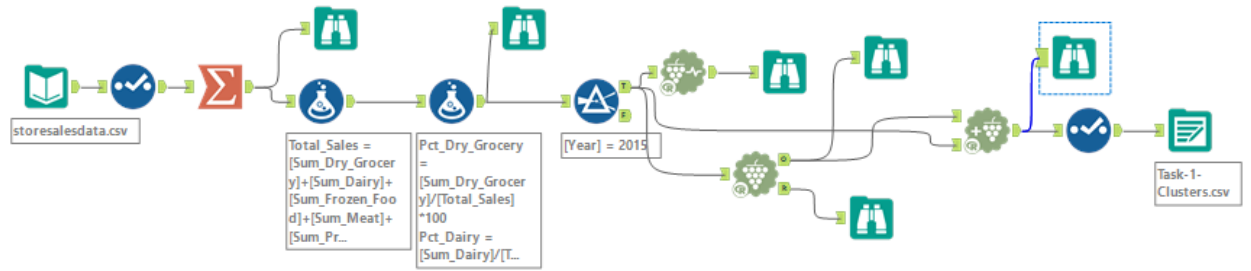 storesalesdata.csv
Total_Sales =
[Sum_Dry_Grocer
y]+[Sum_Dairy]+
[Sum_Frozen_Foo
d]+[Sum_Meat]+
[Sum_Pr...
Pct_Dry_Grocery
=
[Sum_Dry_Grocer
y]/[Total_Sales]
*100
Pct_Dairy =
[Sum_Dairy]/[T...
T
F
[Year] = 2015
R
O
R
R
R
Task-1-
Clusters.csv